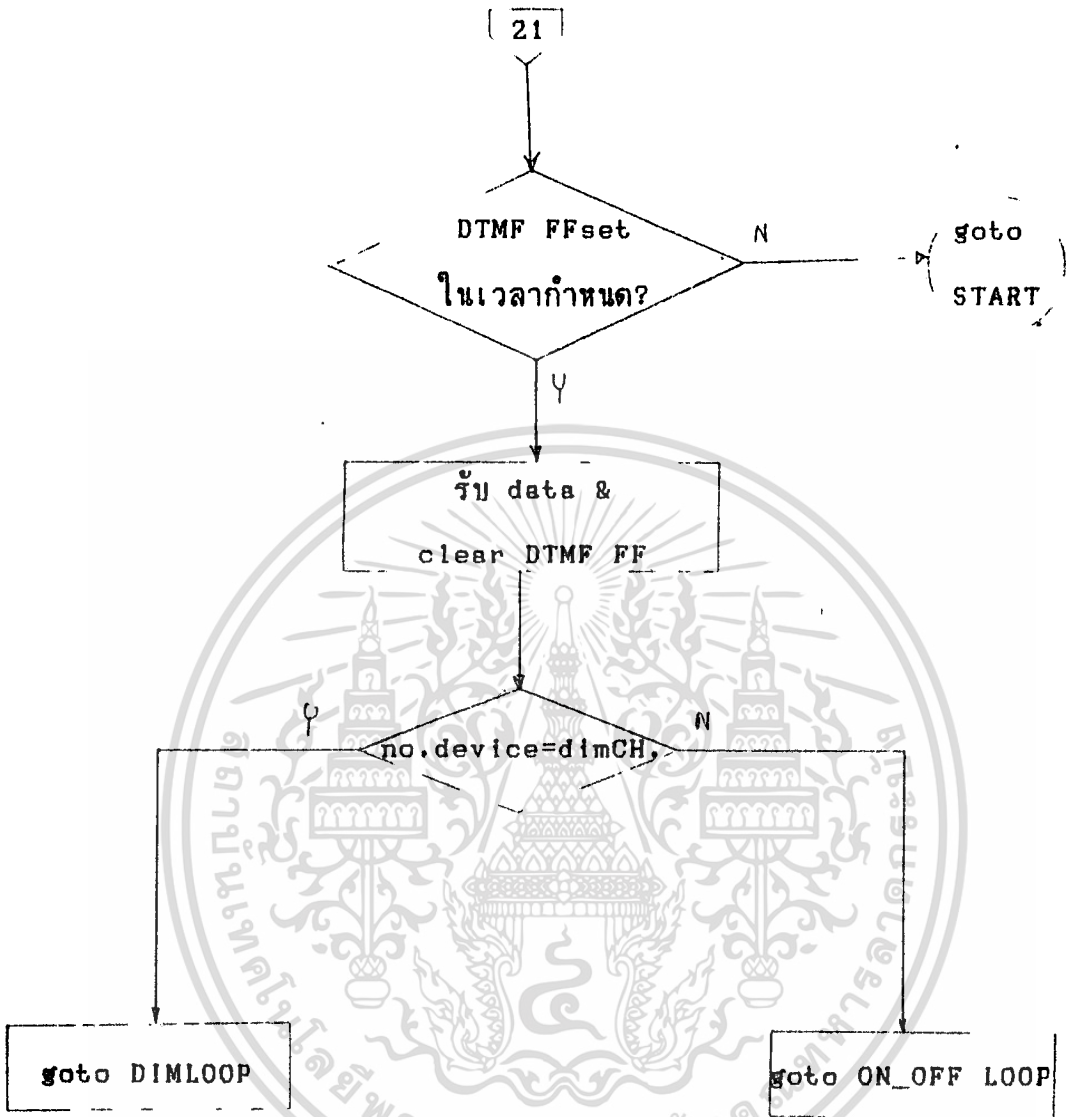 21
DTMF FFset
ในเวลากำหนด?
N
goto
START
Y
รับ data &
clear DTMF FF
Y
no.device=dimCH.
N
goto DIMLOOP
goto ON_OFF LOOP